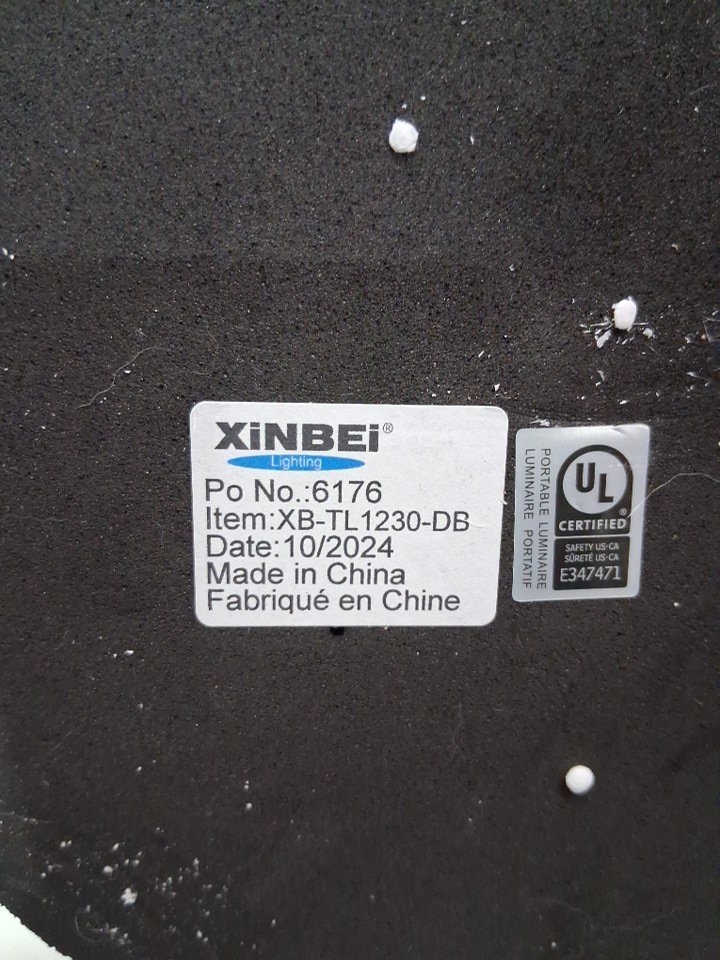 XiNBEi®
Lighting
Po No.:6176
Item:XB-TL1230-DB
Date:10/2024
Made in China
Fabriqué en Chine
PORTABLE LUMINAIRE
LUMINAIRE PORTATIF
UL
®
CERTIFIED
SAFETY US-CA
SÛRETÉ US-CA
E347471